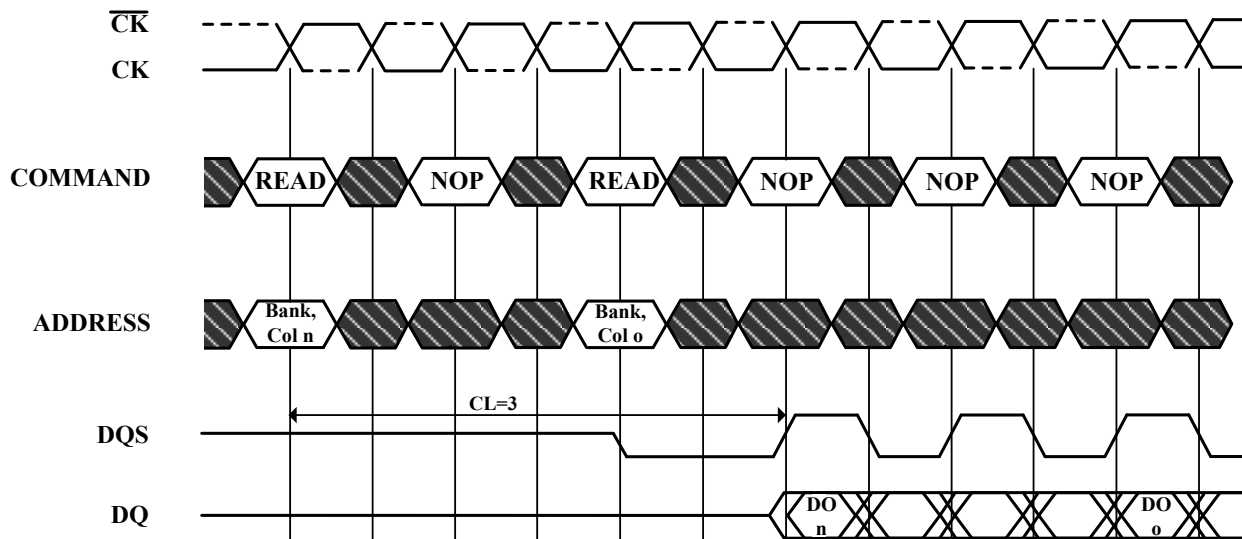 CK
CK
COMMAND
READ
NOP
READ
NOP
NOP
NOP
ADDRESS
Bank,
Col n
Bank,
Col o
CL=3
DQS
DQ
DO
n
DO
o